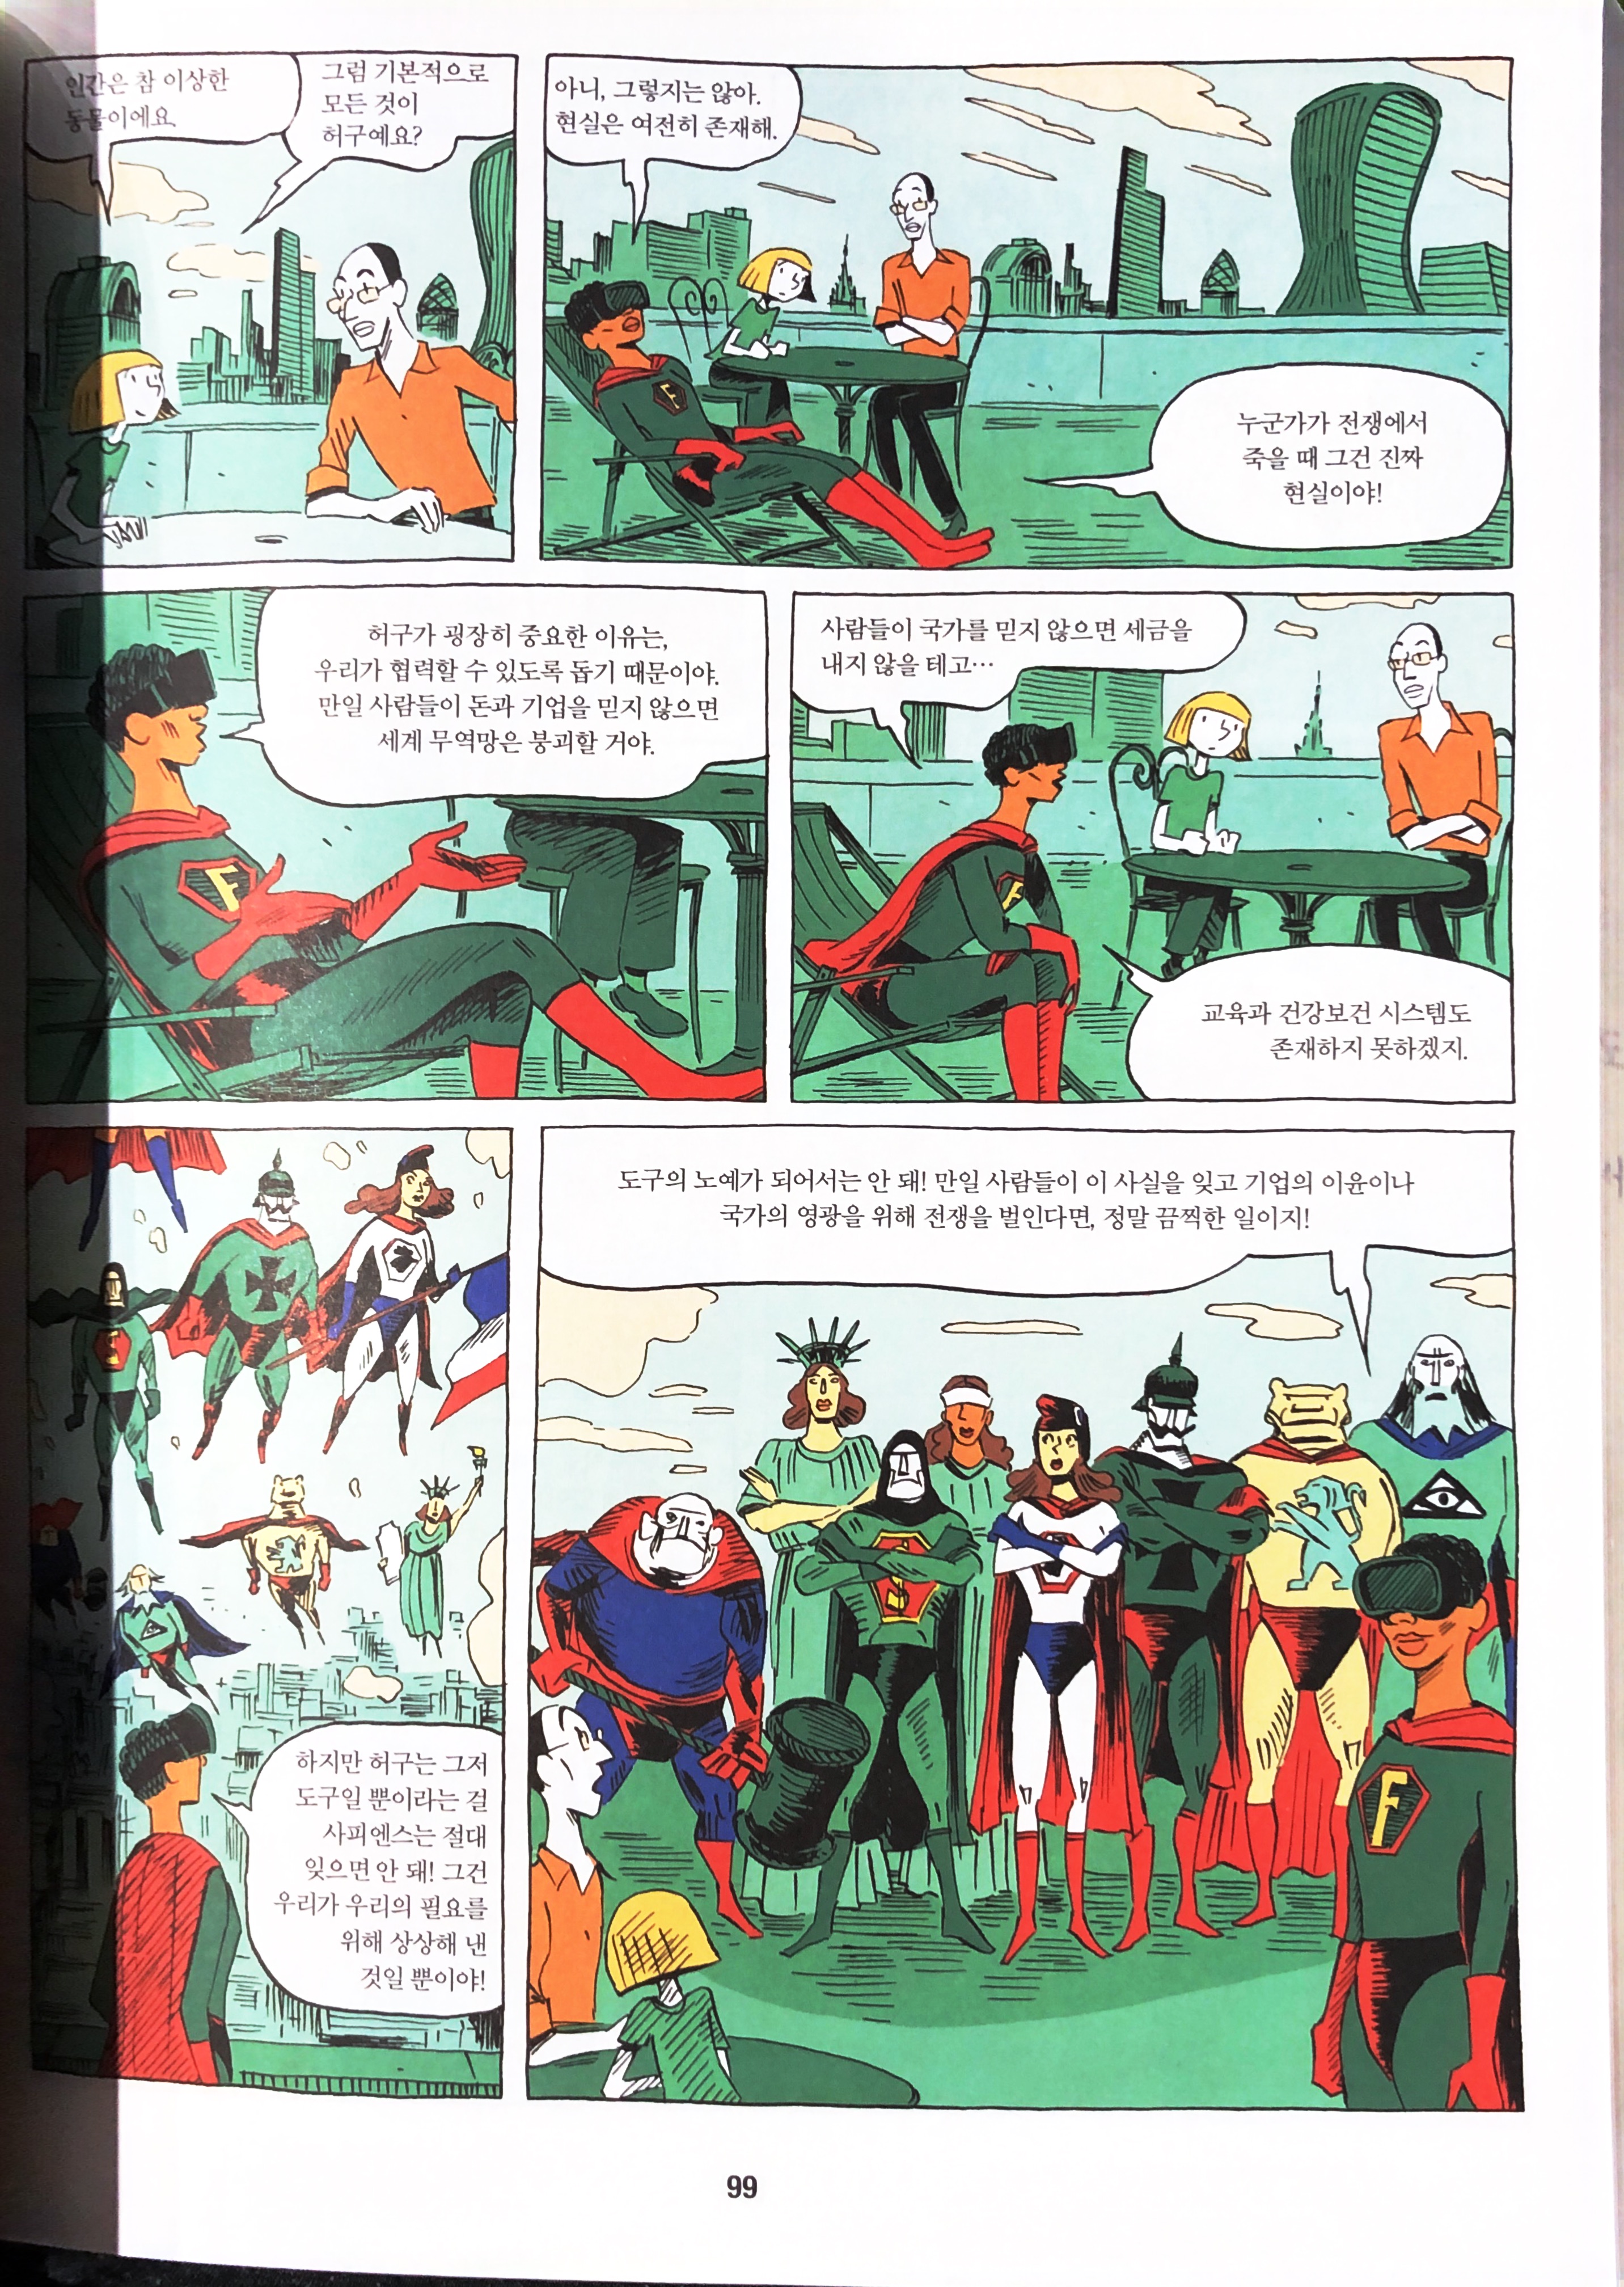 인간은 참 이상한
동물이에요.
그럼 기본적으로
모든 것이
허구예요?
아니, 그렇지는 않아.
현실은 여전히 존재해.
F
누군가가 전쟁에서
죽을 때 그건 진짜
현실이야!
허구가 굉장히 중요한 이유는,
우리가 협력할 수 있도록 돕기 때문이야.
만일 사람들이 돈과 기업을 믿지 않으면
세계 무역망은 붕괴할 거야.
F
사람들이 국가를 믿지 않으면 세금을
내지 않을 테고…
F
교육과 건강보건 시스템도
존재하지 못하겠지.
하지만 허구는 그저
도구일 뿐이라는 걸
사피엔스는 절대
잊으면 안 돼! 그건
우리가 우리의 필요를
위해 상상해 낸
것일 뿐이야!
도구의 노예가 되어서는 안 돼! 만일 사람들이 이 사실을 잊고 기업의 이윤이나
국가의 영광을 위해 전쟁을 벌인다면, 정말 끔찍한 일이지!
F
99